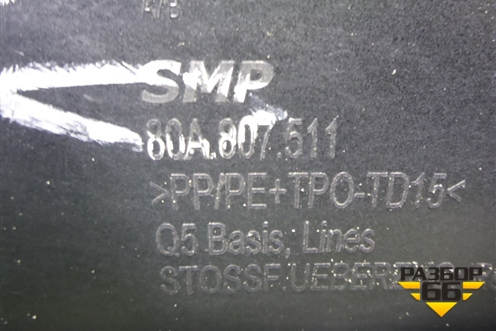 SMP
80A.807.511
>PP/PE+TPO-TD15<
Q5 Basis, Lines
РАЗБОР
66